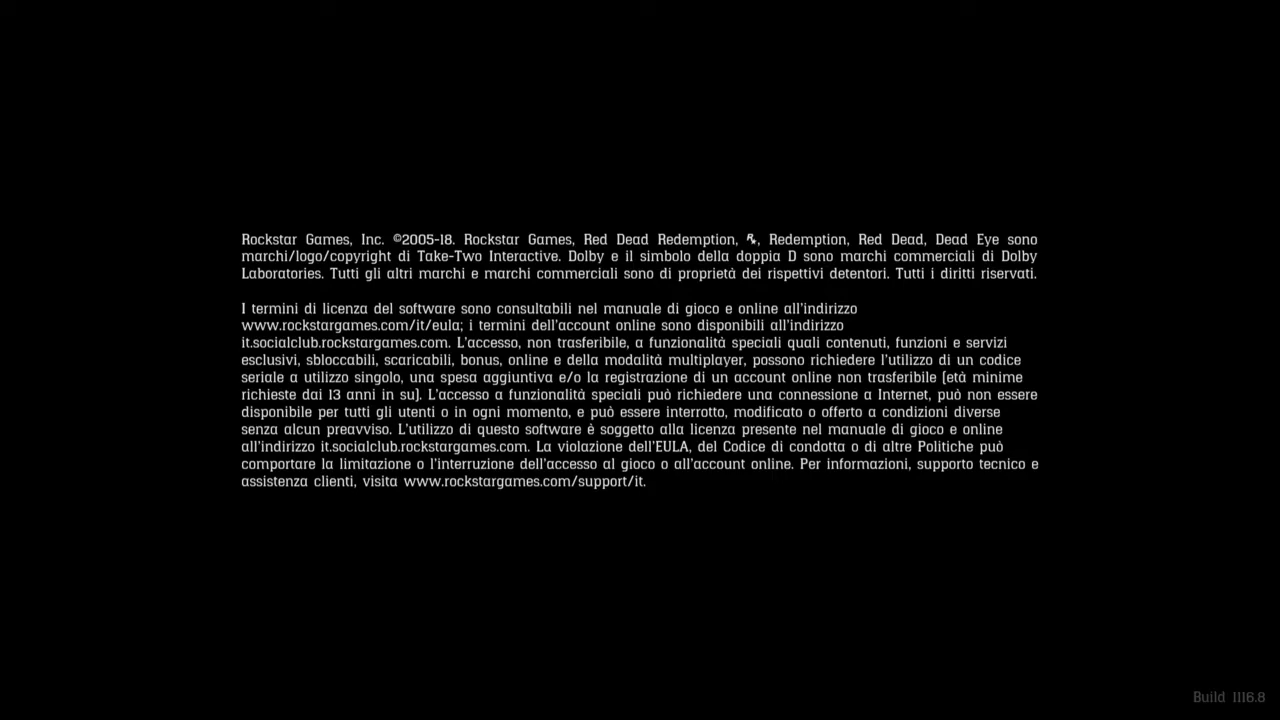 Rockstar Games, Inc. ©2005-18. Rockstar Games, Red Dead Redemption, R, Redemption, Red Dead, Dead Eye sono
marchi/logo/copyright di Take-Two Interactive. Dolby e il simbolo della doppia D sono marchi commerciali di Dolby
Laboratories. Tutti gli altri marchi e marchi commerciali sono di proprietà dei rispettivi detentori. Tutti i diritti riservati.
I termini di licenza del software sono consultabili nel manuale di gioco e online all'indirizzo
www.rockstargames.com/it/eula; i termini dell'account online sono disponibili all'indirizzo
it.socialclub.rockstargames.com. L'accesso, non trasferibile, a funzionalità speciali quali contenuti, funzioni e servizi
esclusivi, sbloccabili, scaricabili, bonus, online e della modalità multiplayer, possono richiedere l'utilizzo di un codice
seriale a utilizzo singolo, una spesa aggiuntiva e/o la registrazione di un account online non trasferibile (età minime
richieste dai 13 anni in su). L'accesso a funzionalità speciali può richiedere una connessione a Internet, può non essere
disponibile per tutti gli utenti o in ogni momento, e può essere interrotto, modificato o offerto a condizioni diverse
senza alcun preavviso. L'utilizzo di questo software è soggetto alla licenza presente nel manuale di gioco e online
all'indirizzo it.socialclub.rockstargames.com. La violazione dell'EULA, del Codice di condotta o di altre Politiche può
comportare la limitazione o l'interruzione dell'accesso al gioco o all'account online. Per informazioni, supporto tecnico e
assistenza clienti, visita www.rockstargames.com/support/it.
Build 1116.8